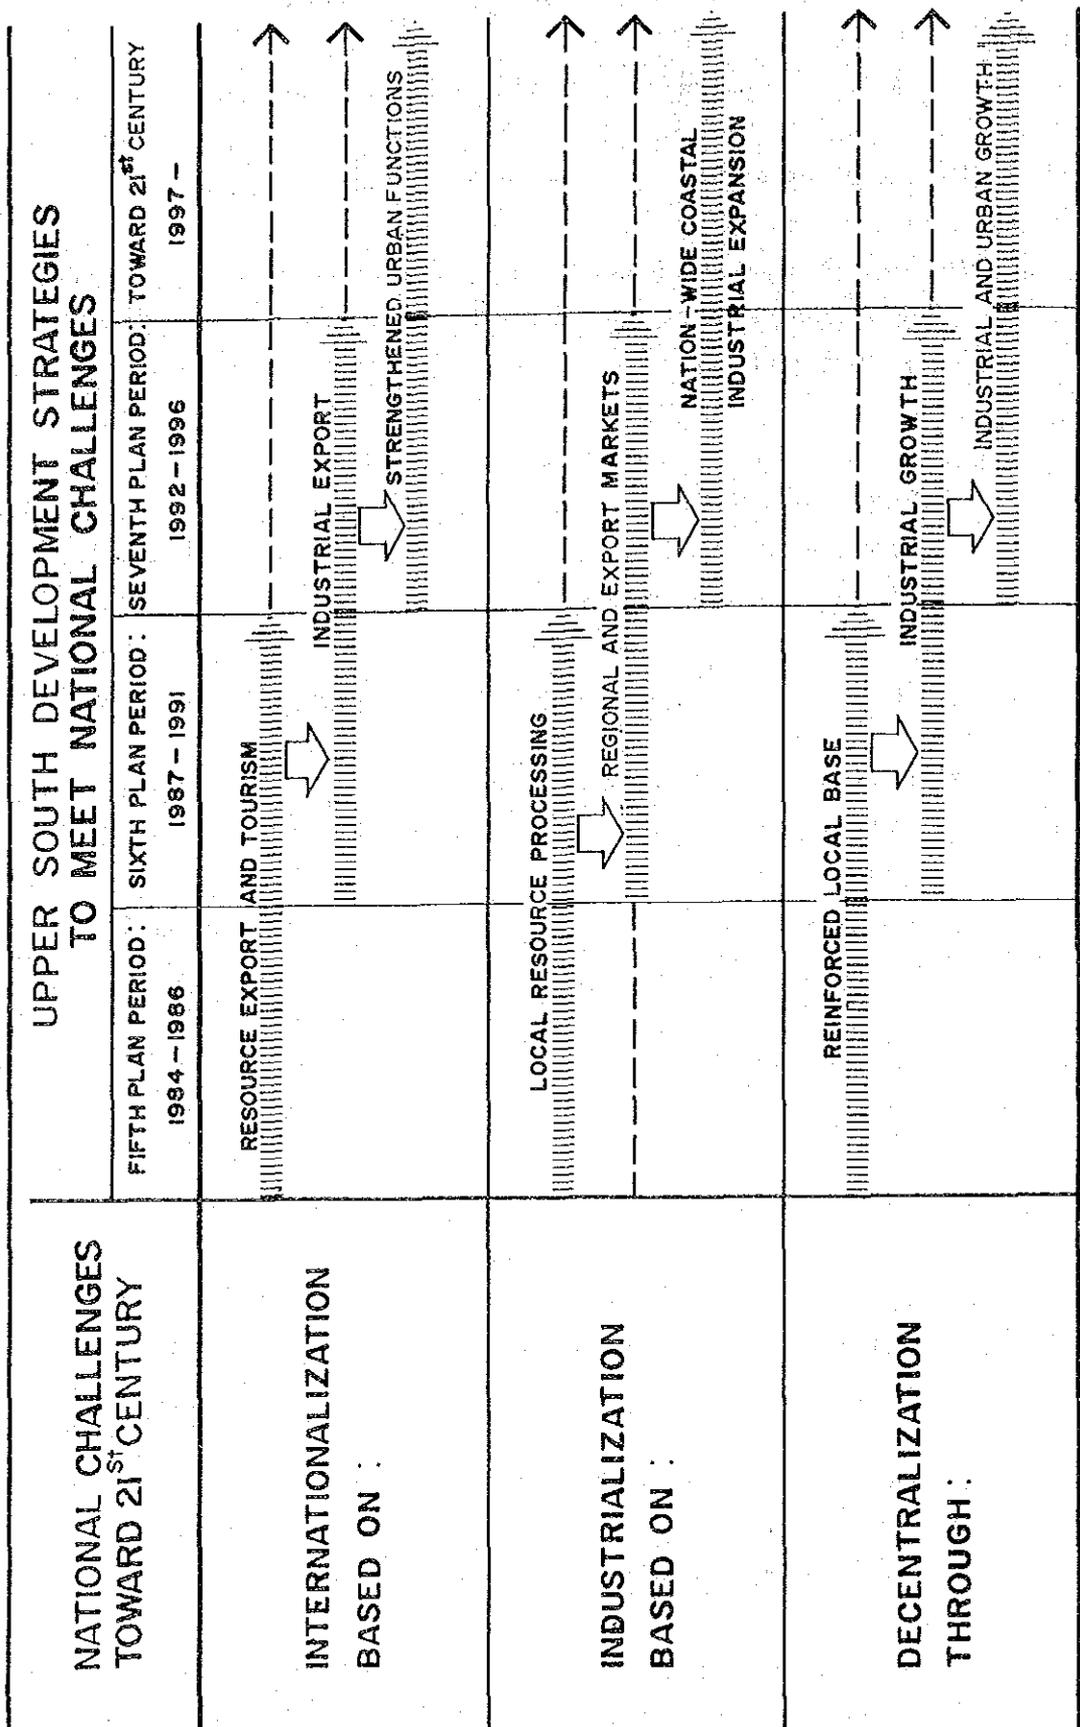 UPPER SOUTH DEVELOPMENT STRATEGIES
TO MEET NATIONAL CHALLENGES
NATIONAL CHALLENGES
TOWARD 21st CENTURY
FIFTH PLAN PERIOD:
1984-1986
SIXTH PLAN PERIOD:
1987-1991
SEVENTH PLAN PERIOD:
1992-1996
TOWARD 21st CENTURY
1997-
INTERNATIONALIZATION
BASED ON:
RESOURCE EXPORT AND TOURISM
INDUSTRIAL EXPORT
STRENGTHENED URBAN FUNCTIONS
INDUSTRIALIZATION
BASED ON:
LOCAL RESOURCE PROCESSING
REGIONAL AND EXPORT MARKETS
NATION-WIDE COASTAL
INDUSTRIAL EXPANSION
DECENTRALIZATION
THROUGH:
REINFORCED LOCAL BASE
INDUSTRIAL GROWTH
INDUSTRIAL AND URBAN GROWTH